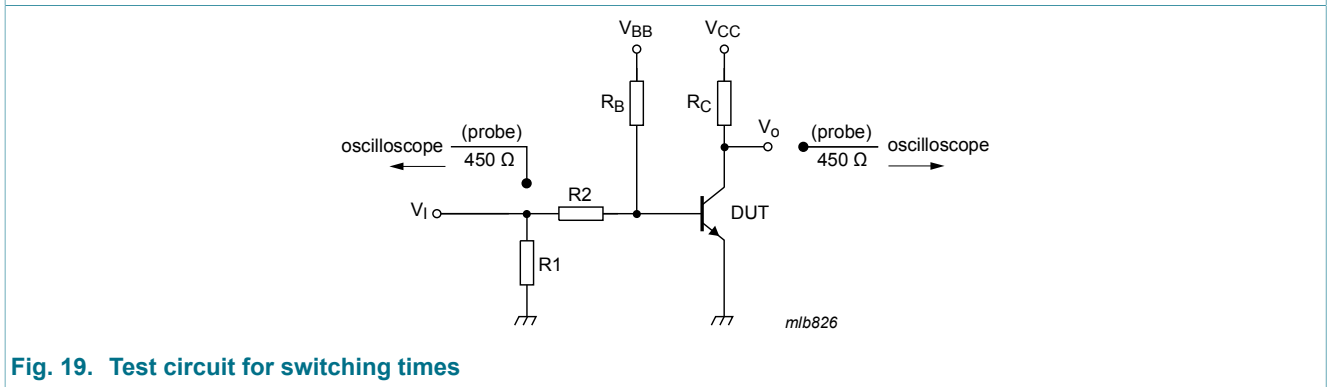 V_BB V_CC
R_B R_C
V_o
oscilloscope (probe) 450 Ω
(probe) 450 Ω oscilloscope
R2
V_I
DUT
R1
mlb826
Fig. 19. Test circuit for switching times